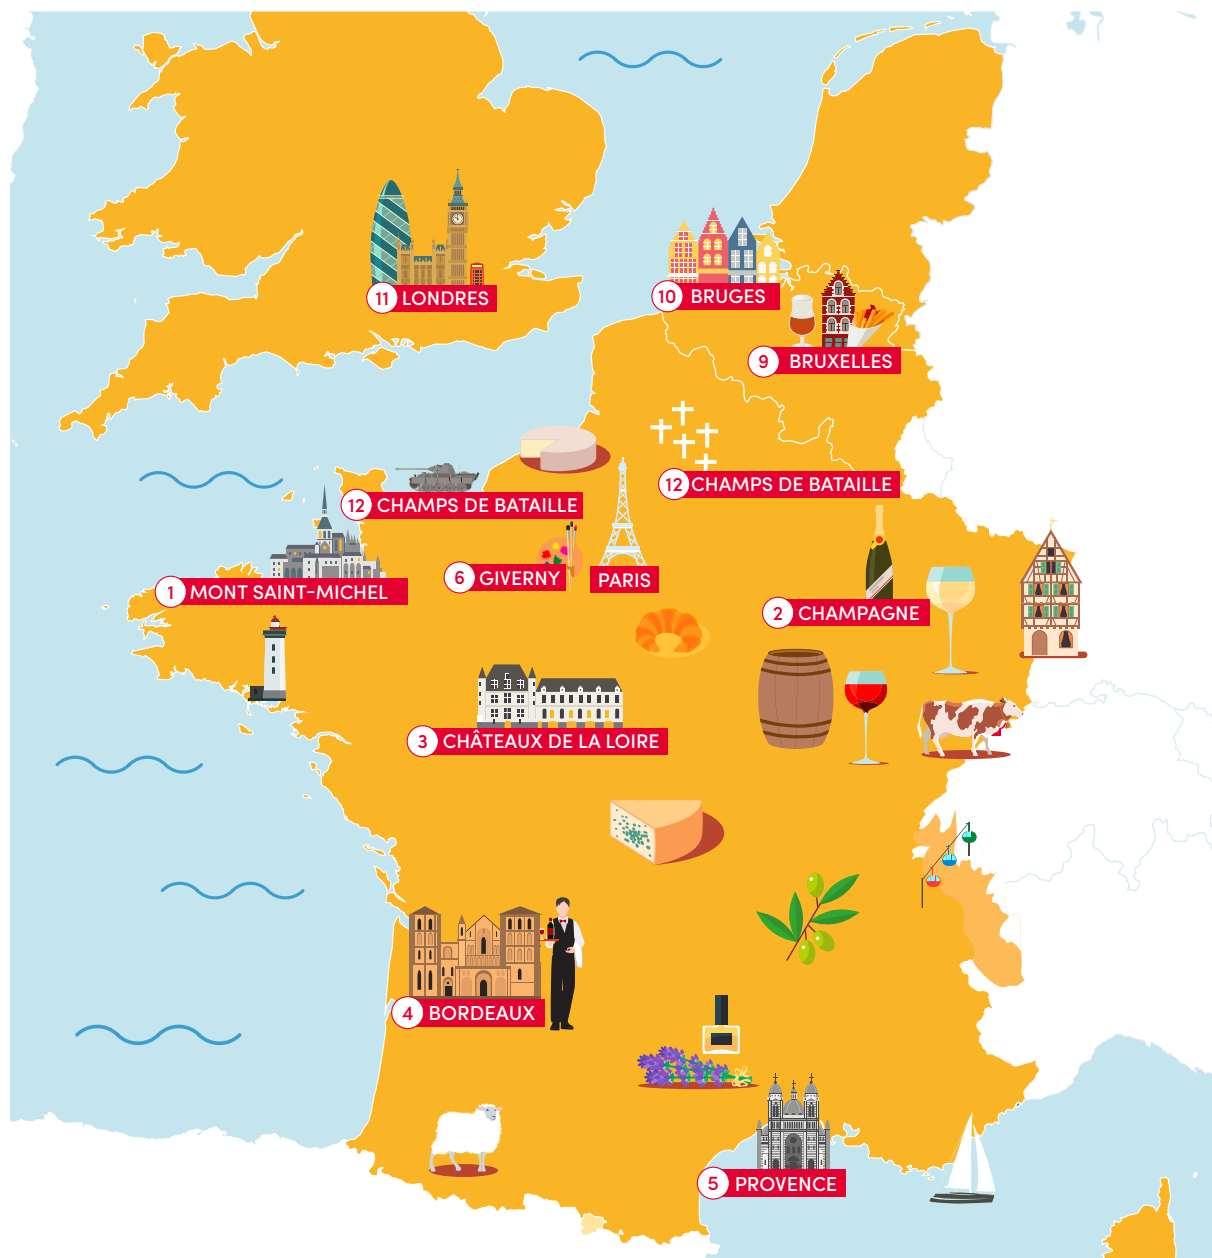 11 LONDRES
10 BRUGES
9 BRUXELLES
12 CHAMPS DE BATAILLE
12 CHAMPS DE BATAILLE
6 GIVERNY
PARIS
1 MONT SAINT-MICHEL
2 CHAMPAGNE
3 CHÂTEAUX DE LA LOIRE
4 BORDEAUX
5 PROVENCE